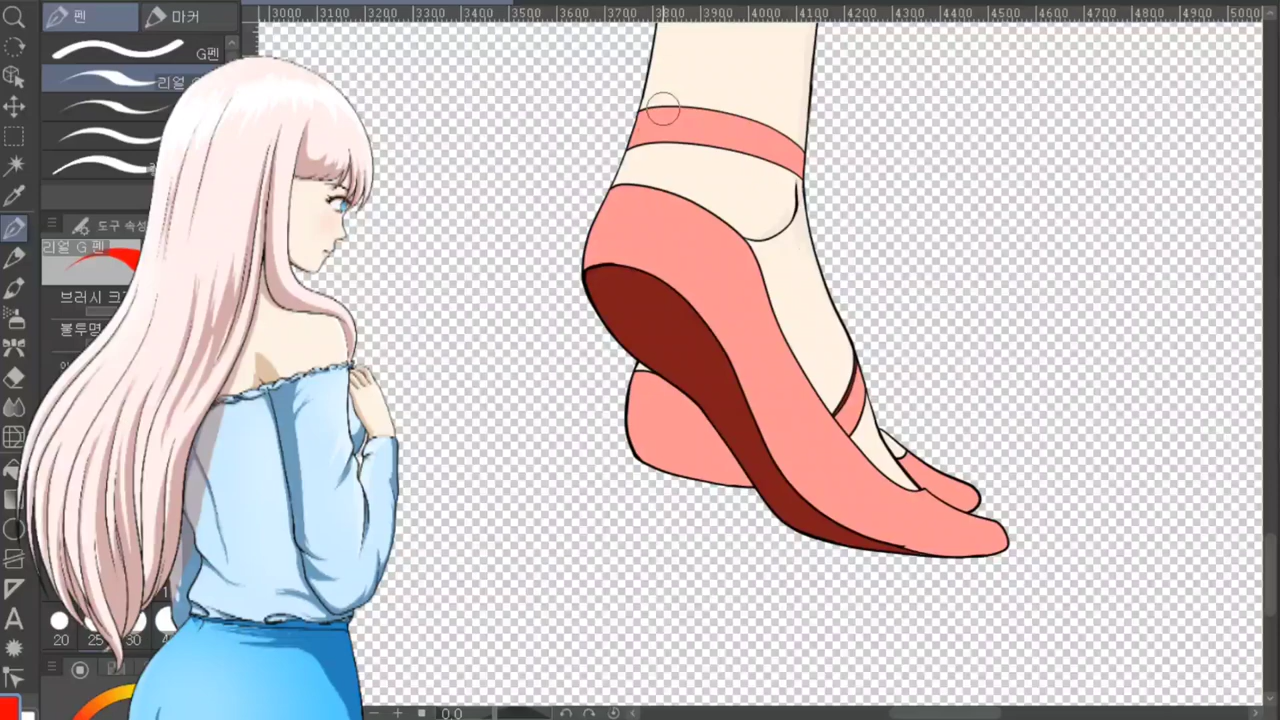 펜 마커
3000 3100 3200 3300 3400 3500 3600 3700 3800 3900 4000 4100 4200 4300 4400 4500 4600 4700 4800 4900 5000
G펜
리얼
도구 속성
리얼 G 펜
브러시 크기
불투명
20 25 30
A
0.0